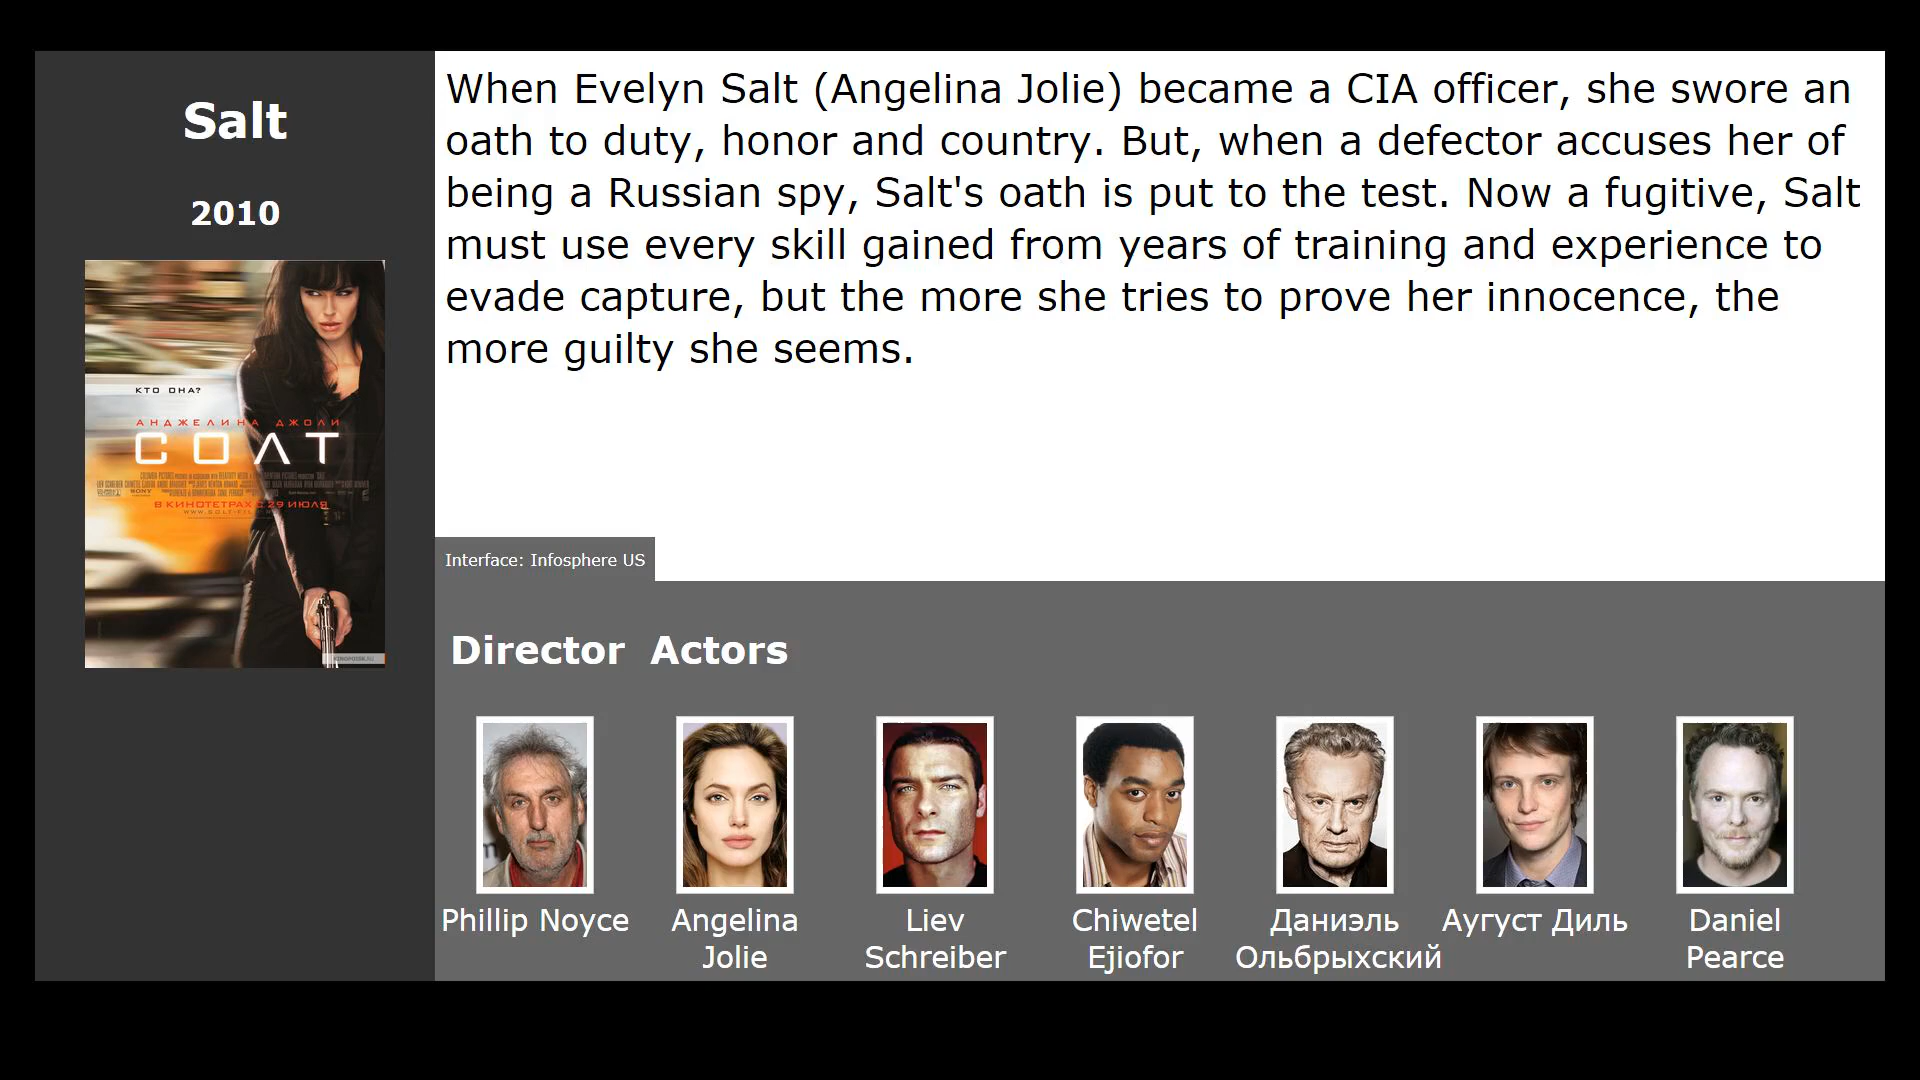 Salt
2010
КТО ОНА?
АНДЖЕЛИНА ДЖОЛИ
СОЛТ
SONY
В КИНОТЕТРАХ С 29 ИЮЛЯ
When Evelyn Salt (Angelina Jolie) became a CIA officer, she swore an
oath to duty, honor and country. But, when a defector accuses her of
being a Russian spy, Salt's oath is put to the test. Now a fugitive, Salt
must use every skill gained from years of training and experience to
evade capture, but the more she tries to prove her innocence, the
more guilty she seems.
Interface: Infosphere US
Director Actors
Phillip Noyce
Angelina
Jolie
Liev
Schreiber
Chiwetel
Ejiofor
Даниэль
Ольбрыхский
Аугуст Диль
Daniel
Pearce